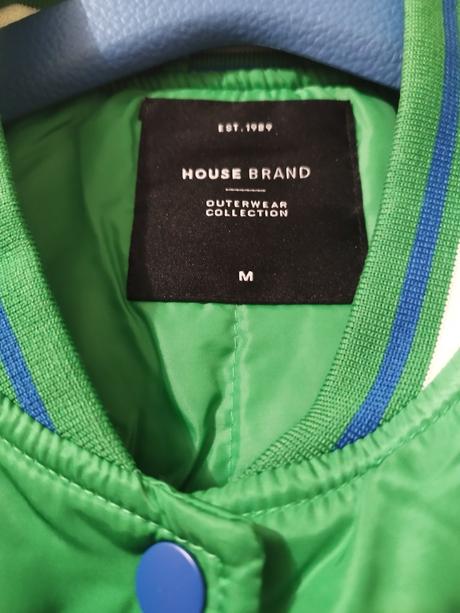 EST. 1989
HOUSE BRAND
OUTERWEAR
COLLECTION
M